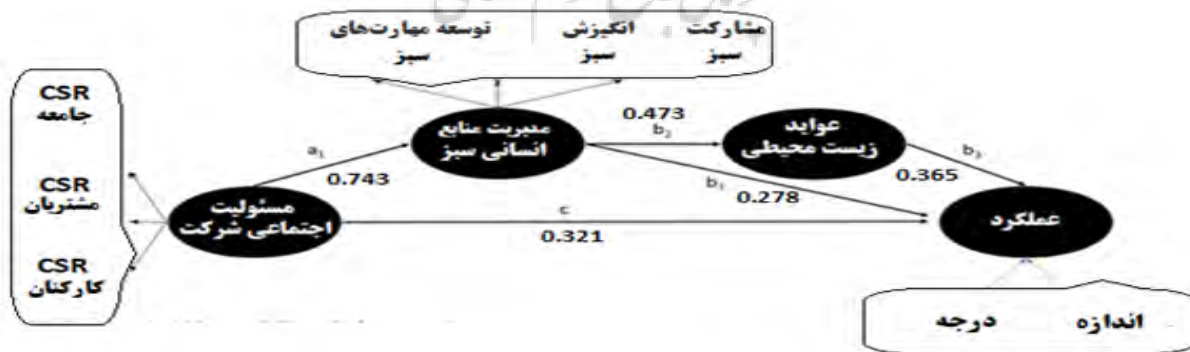 توسعه مهارت‌های
سبز
انگیزش
سبز
مشارکت
سبز
CSR
جامعه
CSR
مشتریان
CSR
کارکنان
مدیریت منابع
انسانی سبز
0.473
b₂
عواید
زیست محیطی
a₁
0.743
b₃
0.365
b₁
0.278
مسئولیت
اجتماعی شرکت
c
0.321
عملکرد
درجه
اندازه